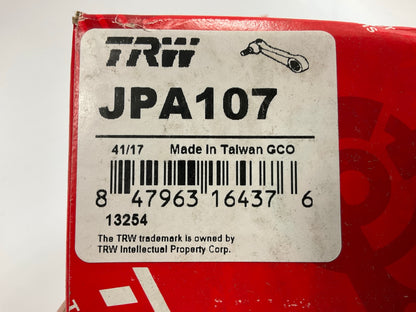 TRW
JPA107
41/17 Made in Taiwan GCO
8 47963 16437 6
13254
The TRW trademark is owned by
TRW Intellectual Property Corp.